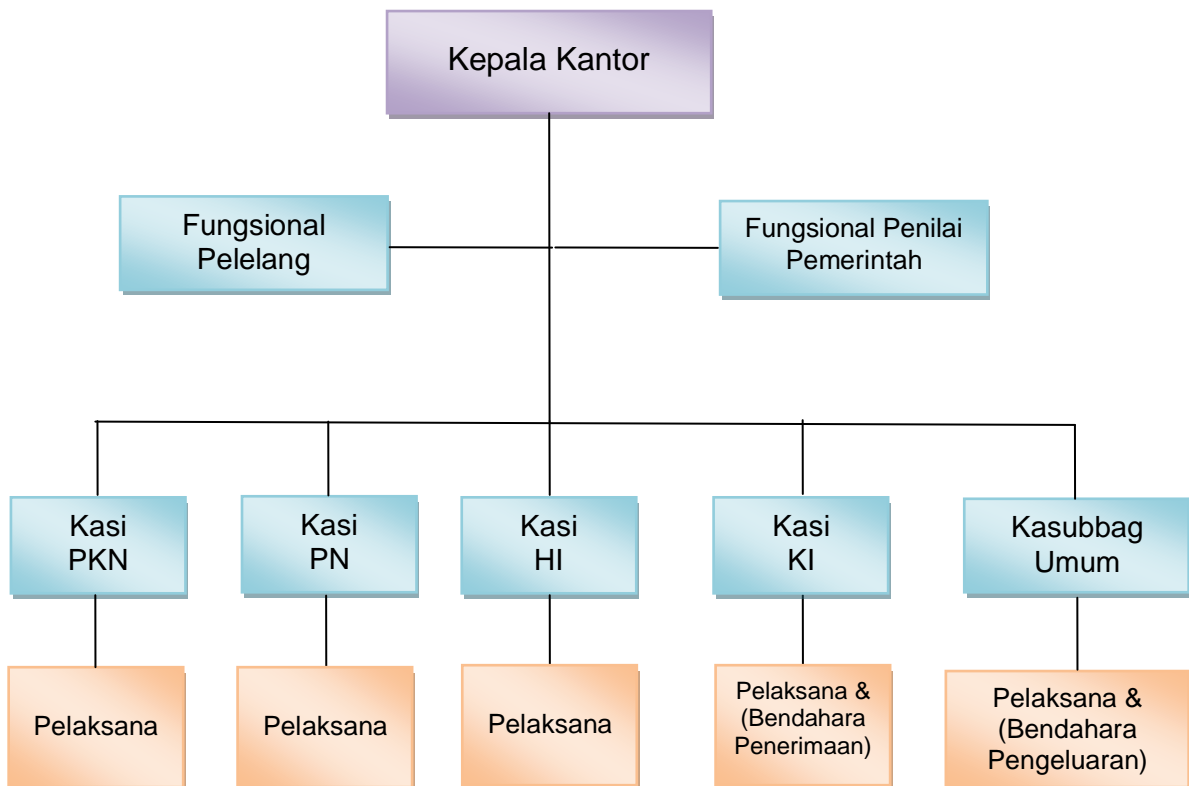 Kepala Kantor
Fungsional
Pelelang
Fungsional Penilai
Pemerintah
Kasi
PKN
Kasi
PN
Kasi
HI
Kasi
KI
Kasubbag
Umum
Pelaksana
Pelaksana
Pelaksana
Pelaksana &
(Bendahara
Penerimaan)
Pelaksana &
(Bendahara
Pengeluaran)